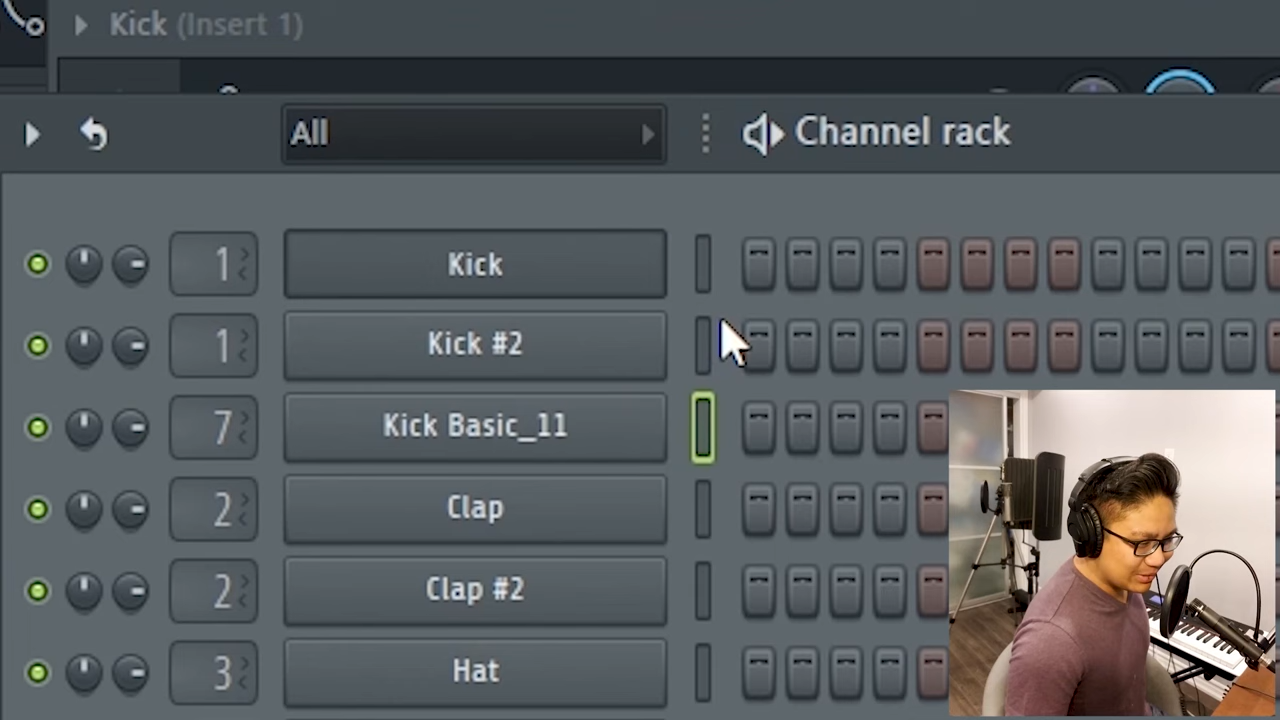 Kick (Insert 1)
All
Channel rack
1 Kick
1 Kick #2
7 Kick Basic_11
2 Clap
2 Clap #2
3 Hat